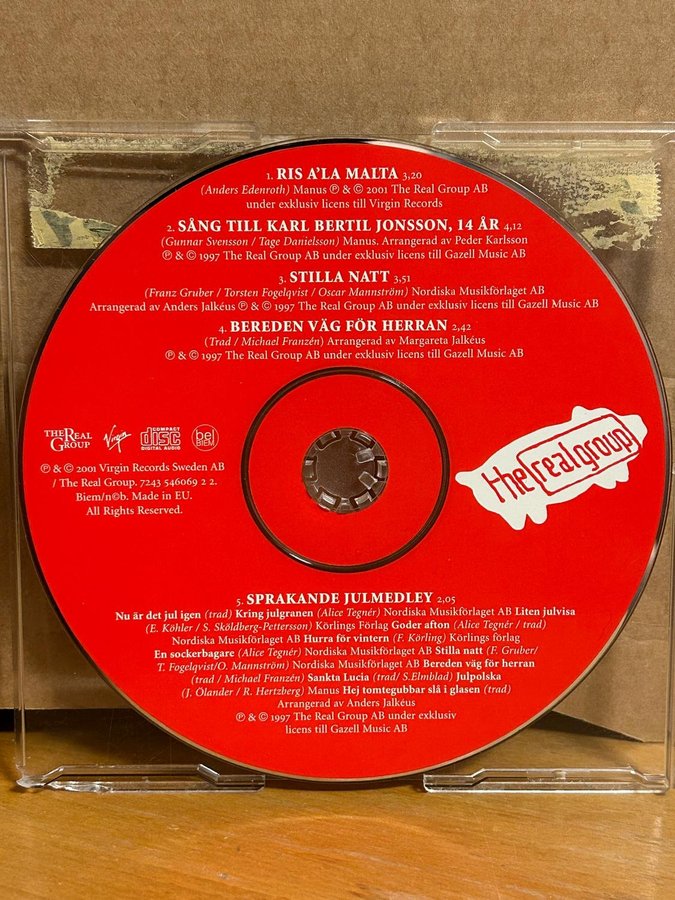 1. RIS A'LA MALTA 3,20
(Anders Edenroth) Manus ℗ & © 2001 The Real Group AB
under exklusiv licens till Virgin Records
2. SÅNG TILL KARL BERTIL JONSSON, 14 ÅR 4,12
(Gunnar Svensson / Tage Danielsson) Manus. Arrangerad av Peder Karlsson
℗ & © 1997 The Real Group AB under exklusiv licens till Gazell Music AB
3. STILLA NATT 3,51
(Franz Gruber / Torsten Fogelqvist / Oscar Mannström) Nordiska Musikförlaget AB
Arrangerad av Anders Jalkéus ℗ & © 1997 The Real Group AB under exklusiv licens till Gazell Music AB
4. BEREDEN VÄG FÖR HERRAN 2,42
(Trad / Michael Franzén) Arrangerad av Margareta Jalkéus
℗ & © 1997 The Real Group AB under exklusiv licens till Gazell Music AB
THE REAL
GROUP
Virgin
COMPACT
disc
DIGITAL AUDIO
bel
BIEM
℗ & © 2001 Virgin Records Sweden AB
/ The Real Group. 7243 546069 2 2.
Biem/n©b. Made in EU.
All Rights Reserved.
the real group
5. SPRAKANDE JULMEDLEY 2,05
Nu är det jul igen (trad) Kring julgranen (Alice Tegnér) Nordiska Musikförlaget AB Liten julvisa
(E. Köhler / S. Sköldberg-Pettersson) Körlings Förlag Goder afton (Alice Tegnér / trad)
Nordiska Musikförlaget AB Hurra för vintern (F. Körling) Körlings förlag
En sockerbagare (Alice Tegnér) Nordiska Musikförlaget AB Stilla natt (F. Gruber/
T. Fogelqvist/O. Mannström) Nordiska Musikförlaget AB Bereden väg för herran
(trad / Michael Franzén) Sankta Lucia (trad/ S.Elmblad) Julpolska
(J. Ölander / R. Hertzberg) Manus Hej tomtegubbar slå i glasen (trad)
Arrangerad av Anders Jalkéus
℗ & © 1997 The Real Group AB under exklusiv
licens till Gazell Music AB